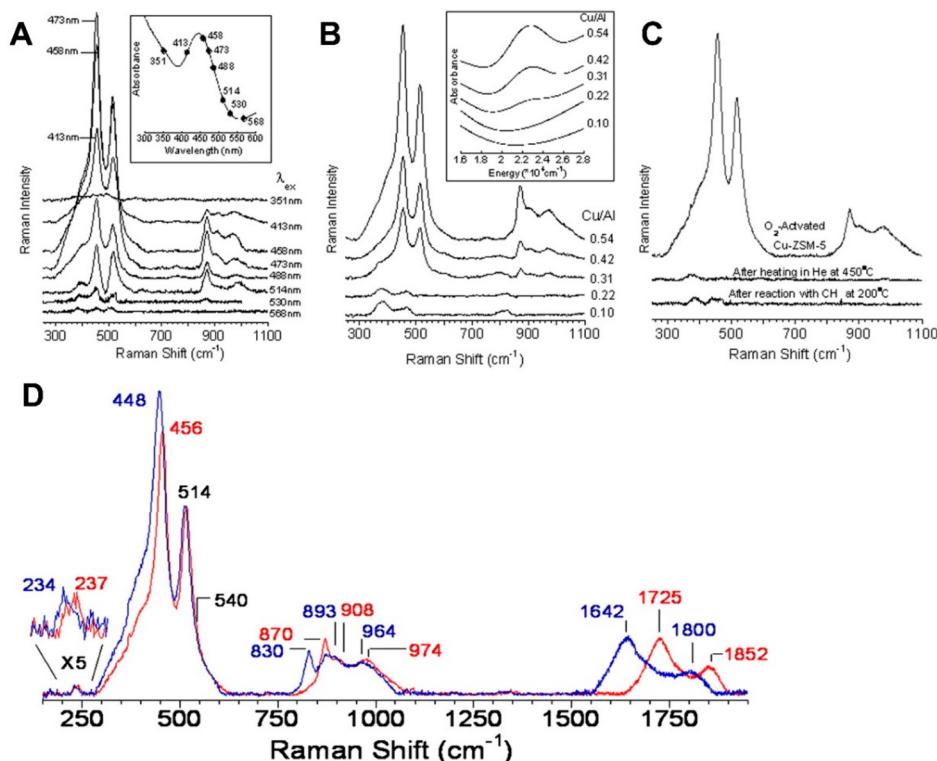 A
473nm
458nm
413nm
Raman Intensity
Absorbance
351
413
458
473
488
514
530
568
300 350 400 450 500 550 600
Wavelength (nm)
λex
351nm
413nm
458nm
473nm
488nm
514nm
530nm
568nm
300 500 700 900 1100
Raman Shift (cm-1)
B
Raman Intensity
Absorbance
Cu/Al
0.54
0.42
0.31
0.22
0.10
1.6 2.0 2.4 2.8
Energy (*10⁴cm-1)
Cu/Al
0.54
0.42
0.31
0.22
0.10
300 500 700 900 1100
Raman Shift (cm-1)
C
Raman Intensity
O2-Actvated
Cu-ZSM-5
After heating in He at 450°C
After reaction with CH at 200°C
300 500 700 900 1100
Raman Shift (cm-1)
D
448
456
514
540
234 237
X5
870
830
893
908
964
974
1642
1725
1800
1852
250 500 750 1000 1250 1500 1750
Raman Shift (cm-1)